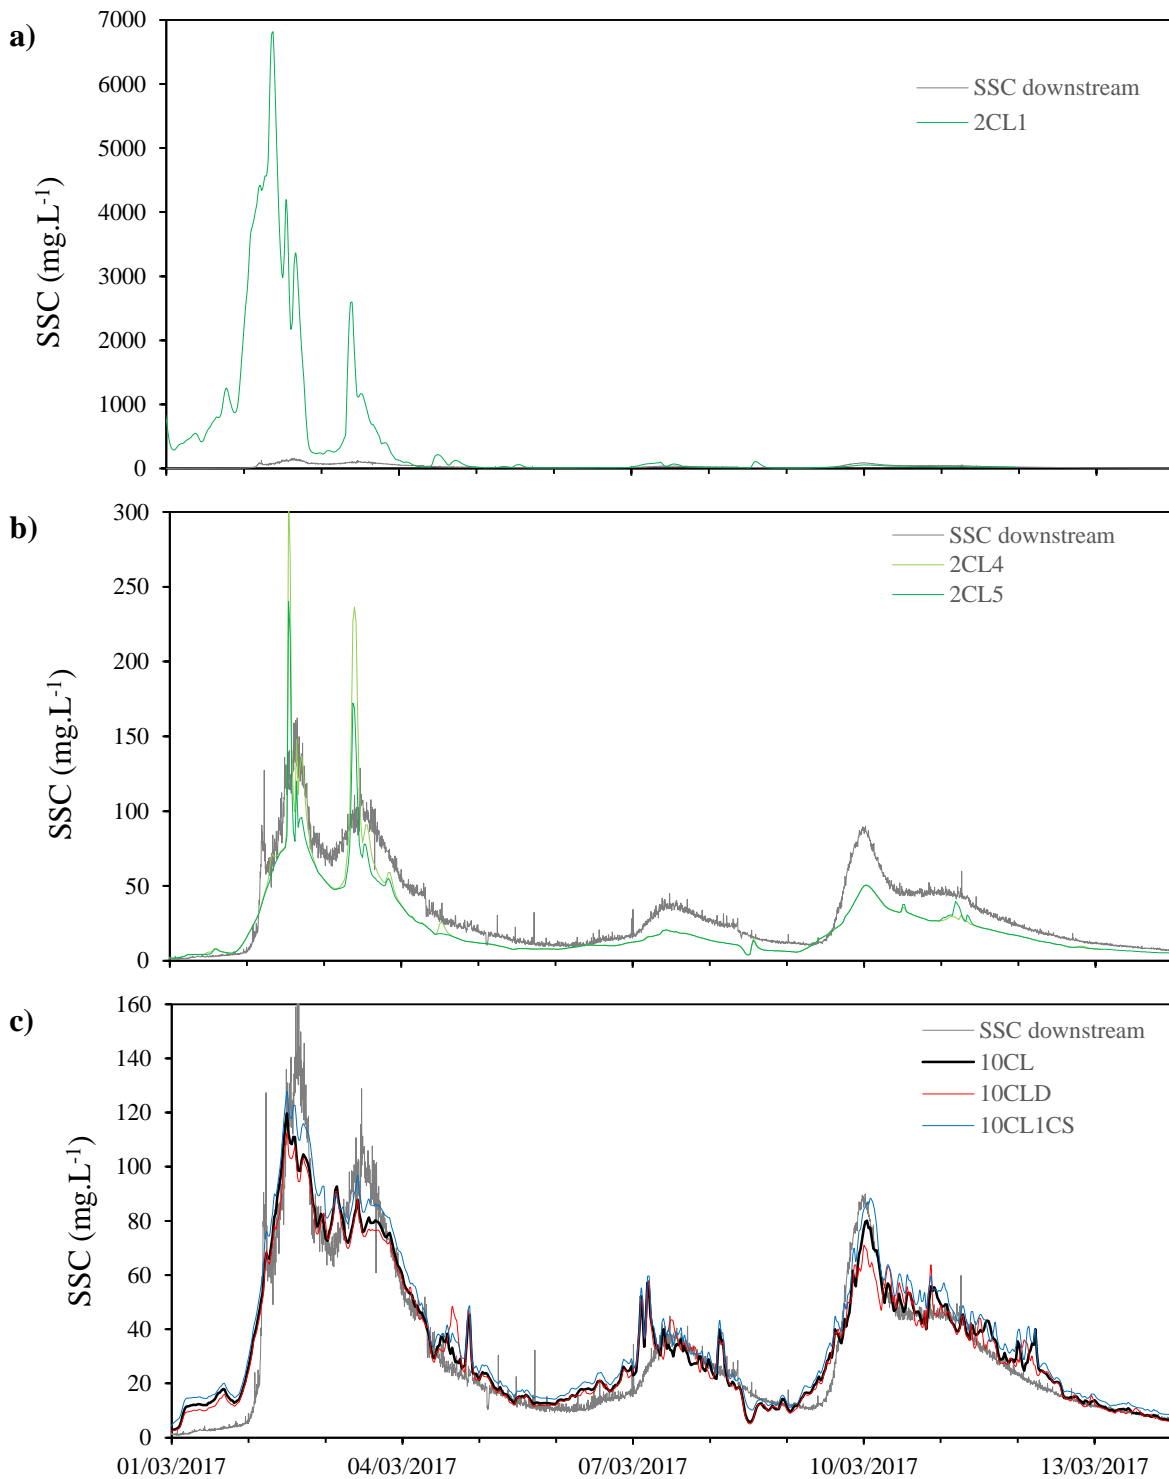 a)
7000
6000
5000
4000
3000
2000
1000
0
SSC (mg.L-1)
SSC downstream
2CL1
b)
300
250
200
150
100
50
0
SSC (mg.L-1)
SSC downstream
2CL4
2CL5
c)
160
140
120
100
80
60
40
20
0
SSC (mg.L-1)
SSC downstream
10CL
10CLD
10CL1CS
01/03/2017 04/03/2017 07/03/2017 10/03/2017 13/03/2017